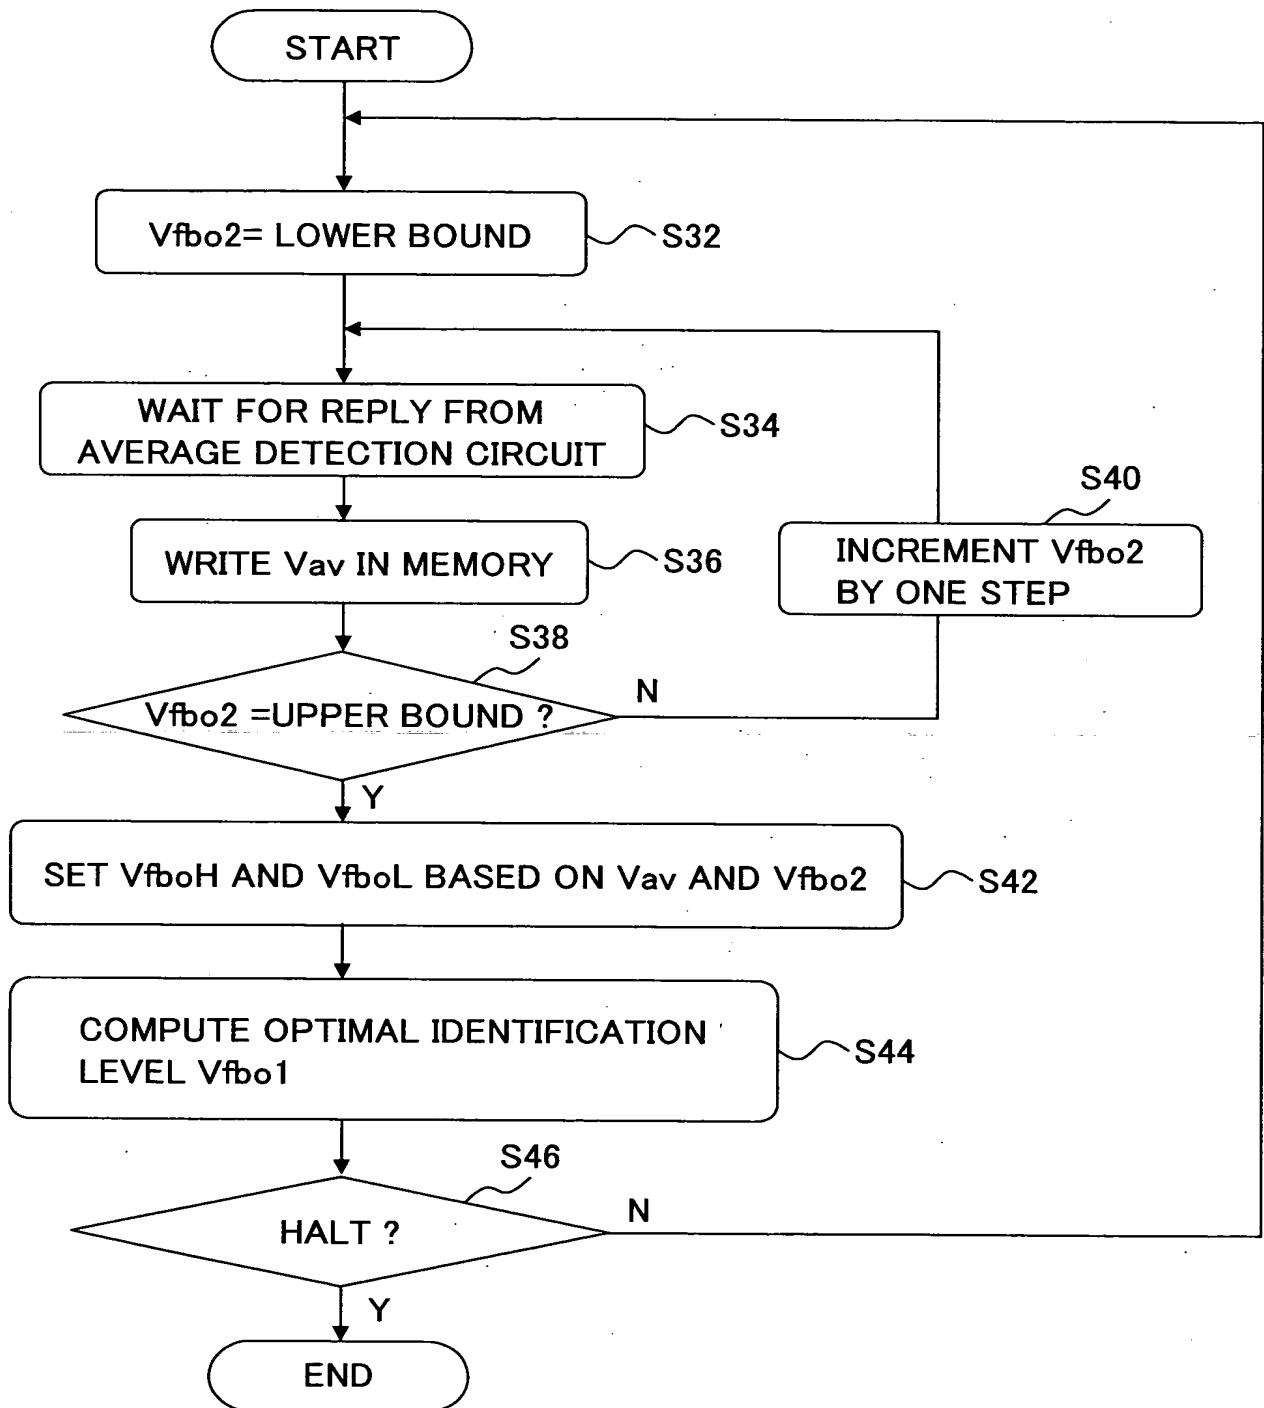 START
Vfbo2= LOWER BOUND
S32
WAIT FOR REPLY FROM
AVERAGE DETECTION CIRCUIT
S34
S40
INCREMENT Vfbo2
BY ONE STEP
WRITE Vav IN MEMORY
S36
S38
Vfbo2 =UPPER BOUND ?
N
Y
SET VfboH AND VfboL BASED ON Vav AND Vfbo2
S42
COMPUTE OPTIMAL IDENTIFICATION
LEVEL Vfbo1
S44
S46
HALT ?
N
Y
END